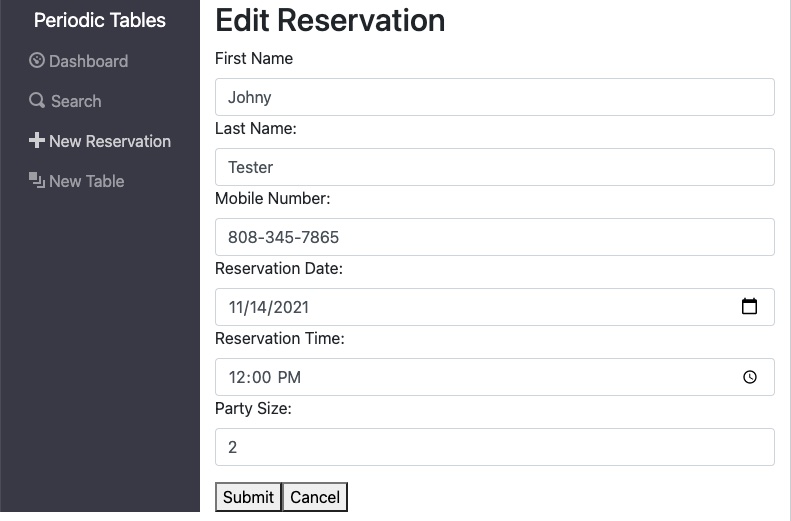 Periodic Tables
Dashboard
Search
New Reservation
New Table
Edit Reservation
First Name
Johny
Last Name:
Tester
Mobile Number:
808-345-7865
Reservation Date:
11/14/2021
Reservation Time:
12:00 PM
Party Size:
2
Submit Cancel